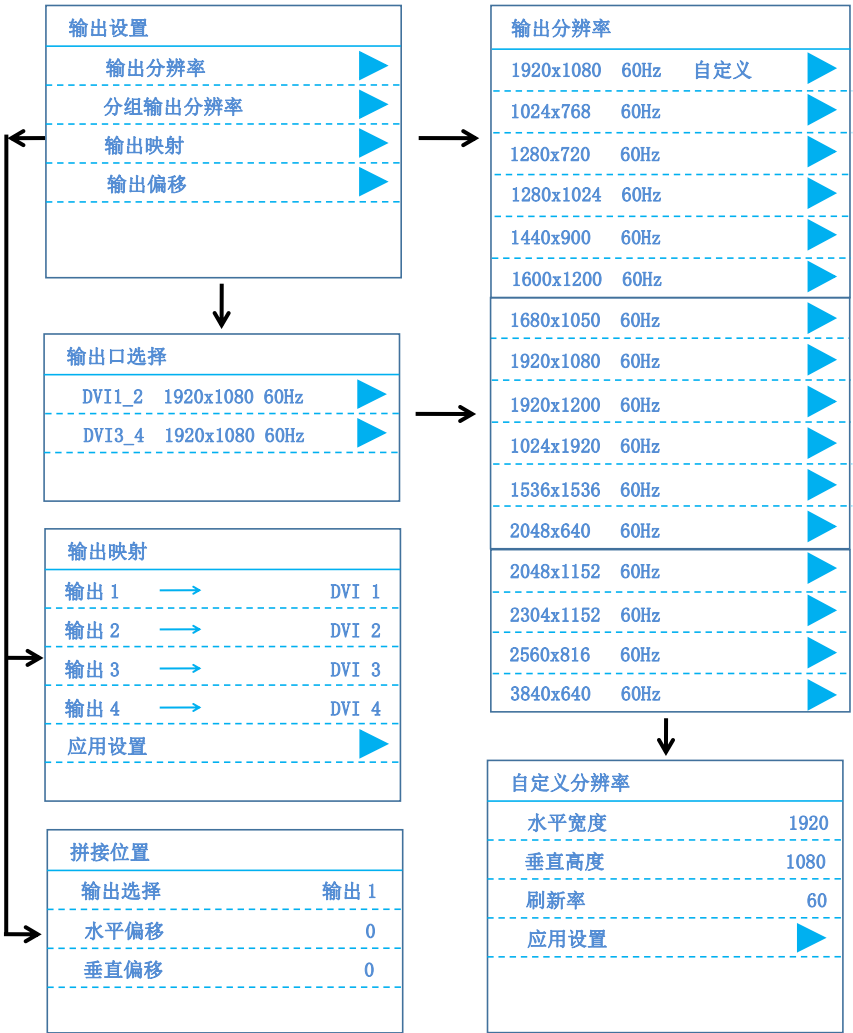 输出设置
输出分辨率
分组输出分辨率
输出映射
输出偏移
输出口选择
DVI1_2 1920x1080 60Hz
DVI3_4 1920x1080 60Hz
输出映射
输出1 DVI 1
输出2 DVI 2
输出3 DVI 3
输出4 DVI 4
应用设置
拼接位置
输出选择 输出1
水平偏移 0
垂直偏移 0
输出分辨率
1920x1080 60Hz 自定义
1024x768 60Hz
1280x720 60Hz
1280x1024 60Hz
1440x900 60Hz
1600x1200 60Hz
1680x1050 60Hz
1920x1080 60Hz
1920x1200 60Hz
1024x1920 60Hz
1536x1536 60Hz
2048x640 60Hz
2048x1152 60Hz
2304x1152 60Hz
2560x816 60Hz
3840x640 60Hz
自定义分辨率
水平宽度 1920
垂直高度 1080
刷新率 60
应用设置